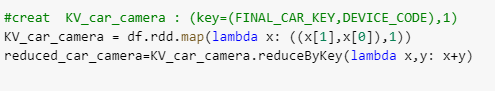 #creat  KV_car_camera : (key=(FINAL_CAR_KEY,DEVICE_CODE),1)
KV_car_camera = df.rdd.map(lambda x: ((x[1],x[0]),1))
reduced_car_camera=KV_car_camera.reduceByKey(lambda x,y: x+y)